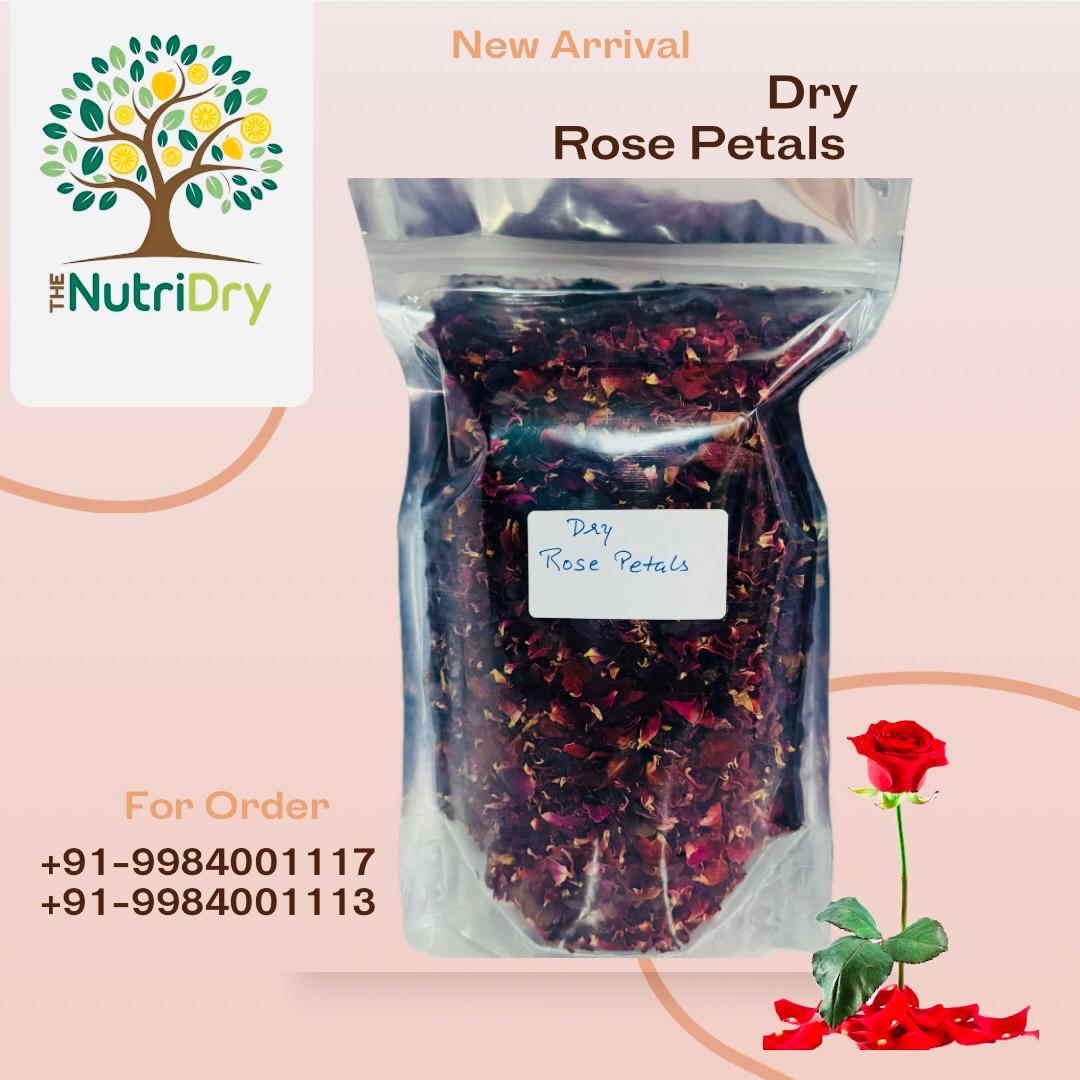 New Arrival
Dry
Rose Petals
THE NutriDry
Dry
Rose Petals
For Order
+91-9984001117
+91-9984001113